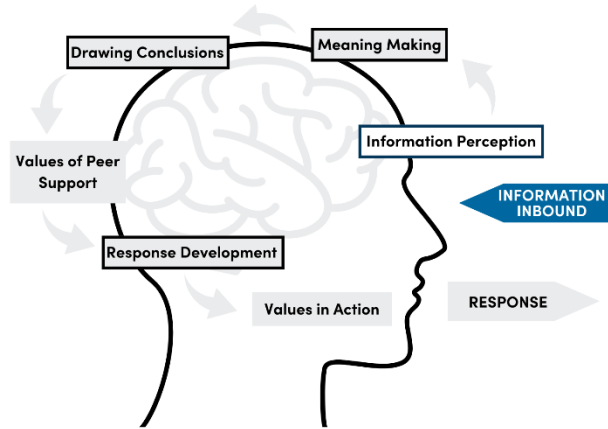 Drawing Conclusions
Meaning Making
Information Perception
Values of Peer
Support
INFORMATION
INBOUND
Response Development
Values in Action
RESPONSE